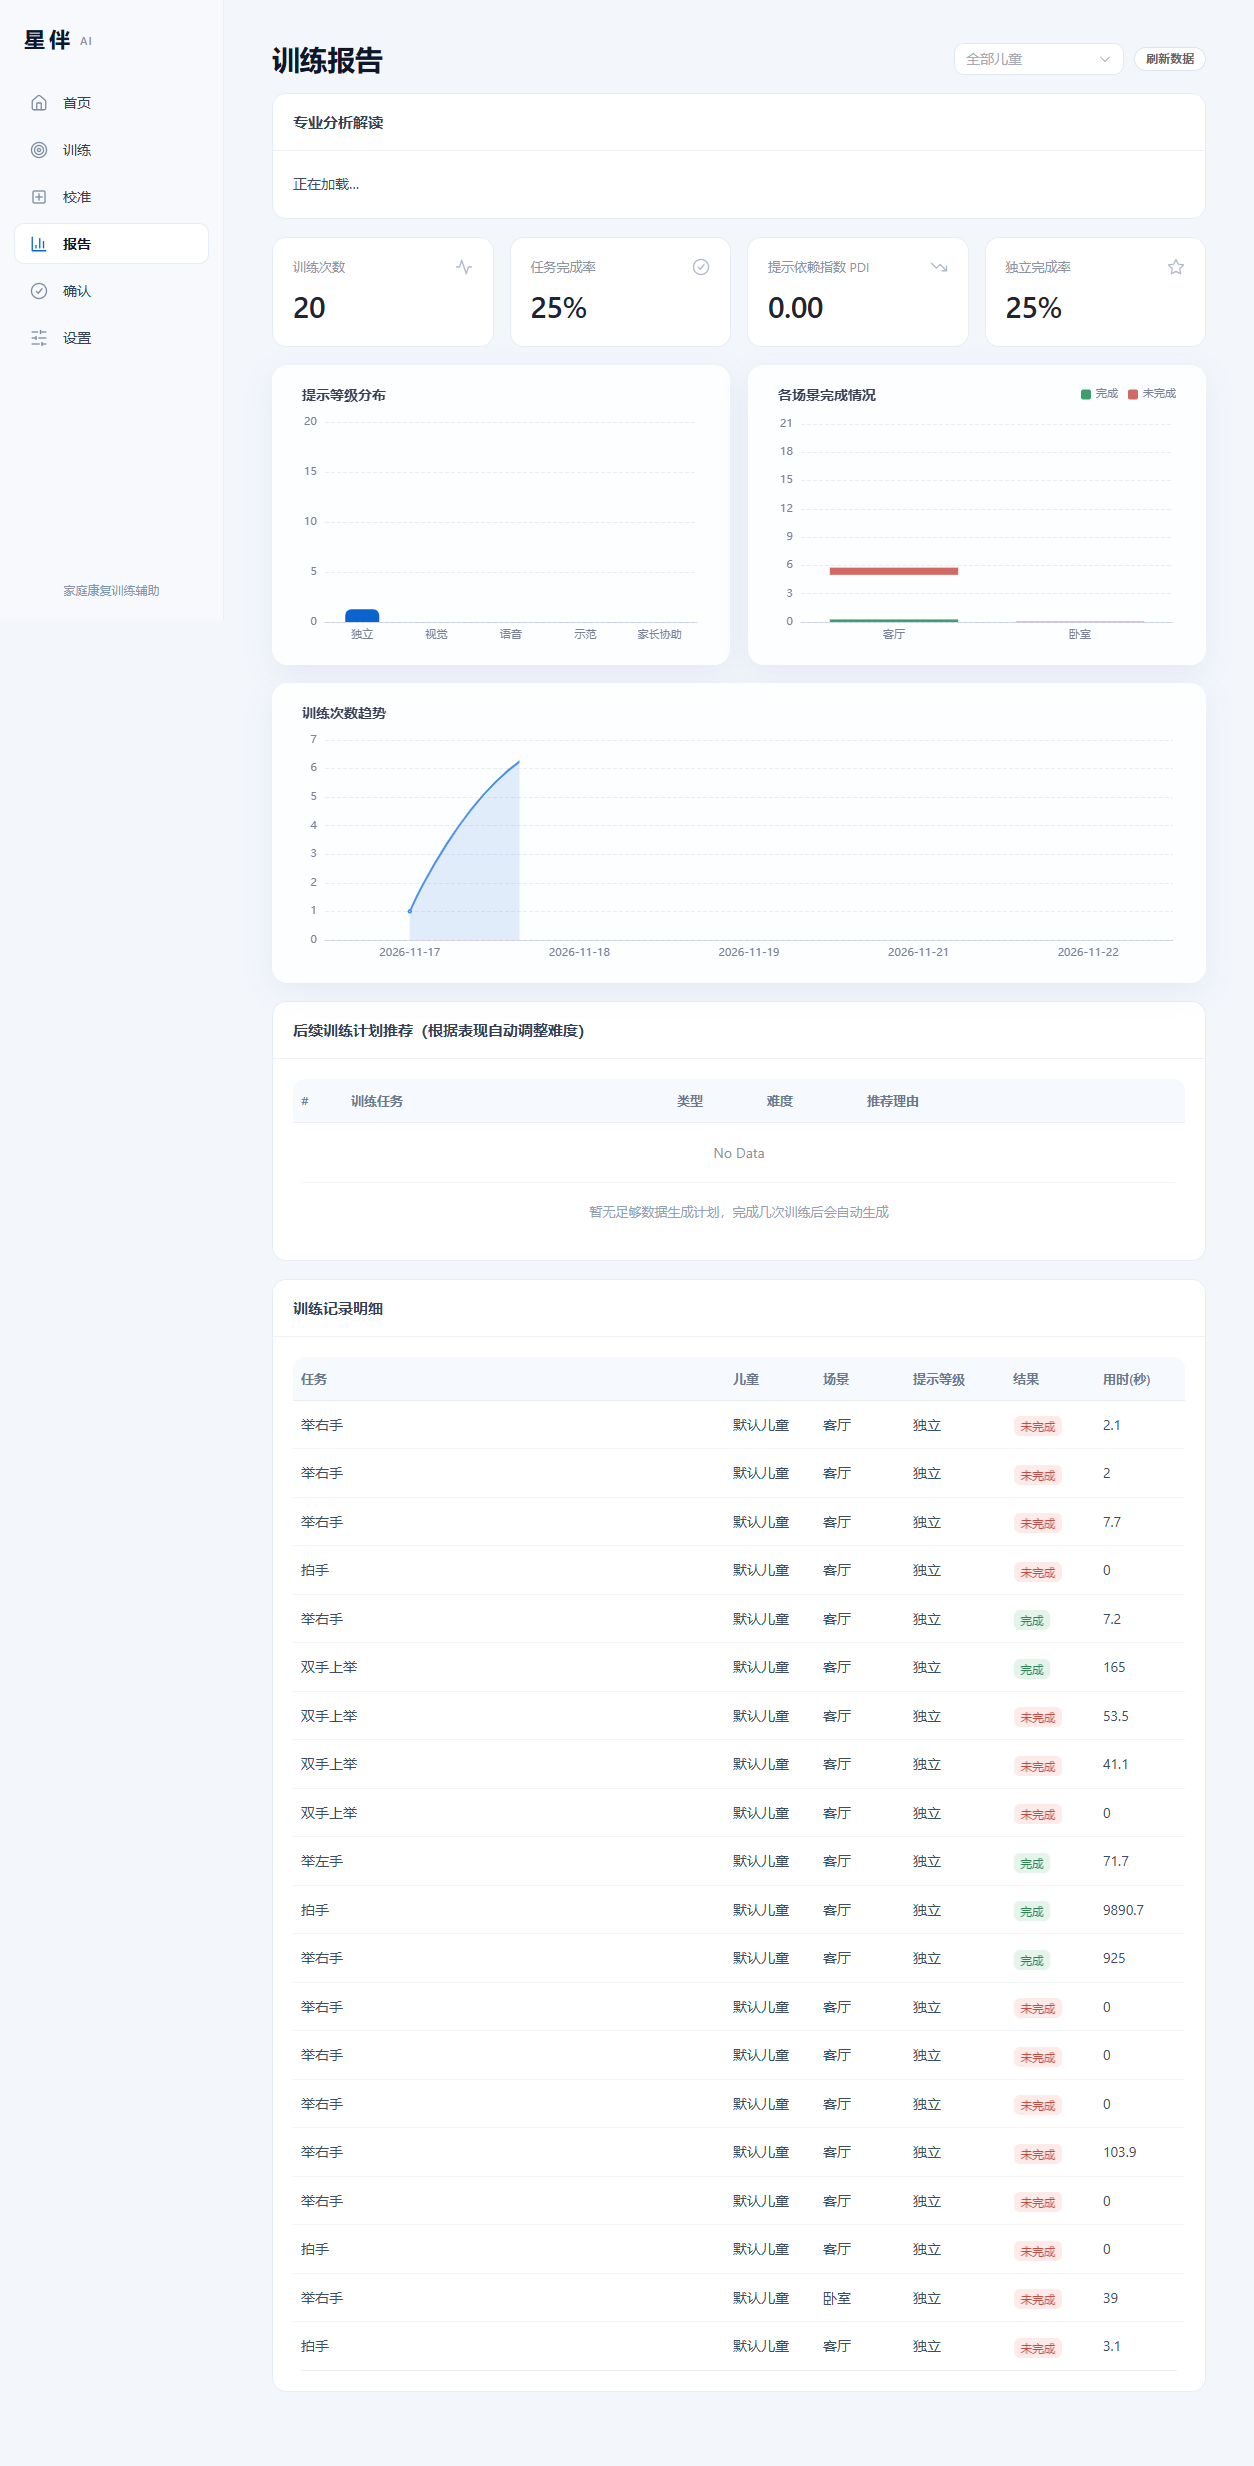 星伴 AI
首页
训练
校准
报告
确认
设置
家庭康复训练辅助
训练报告
全部儿童
刷新数据
专业分析解读
正在加载...
训练次数
20
任务完成率
25%
提示依赖指数 PDI
0.00
独立完成率
25%
提示等级分布
20
15
10
5
0
独立 视觉 语音 示范 家长协助
各场景完成情况
完成 未完成
21
18
15
12
9
6
3
0
客厅 卧室
训练次数趋势
7
6
5
4
3
2
1
0
2026-11-17 2026-11-18 2026-11-19 2026-11-21 2026-11-22
后续训练计划推荐（根据表现自动调整难度）
# 训练任务 类型 难度 推荐理由
No Data
暂无足够数据生成计划，完成几次训练后会自动生成
训练记录明细
任务 儿童 场景 提示等级 结果 用时(秒)
举右手 默认儿童 客厅 独立 未完成 2.1
举右手 默认儿童 客厅 独立 未完成 2
举右手 默认儿童 客厅 独立 未完成 7.7
拍手 默认儿童 客厅 独立 未完成 0
举右手 默认儿童 客厅 独立 完成 7.2
双手上举 默认儿童 客厅 独立 完成 165
双手上举 默认儿童 客厅 独立 未完成 53.5
双手上举 默认儿童 客厅 独立 未完成 41.1
双手上举 默认儿童 客厅 独立 未完成 0
举左手 默认儿童 客厅 独立 完成 71.7
拍手 默认儿童 客厅 独立 完成 9890.7
举右手 默认儿童 客厅 独立 完成 925
举右手 默认儿童 客厅 独立 未完成 0
举右手 默认儿童 客厅 独立 未完成 0
举右手 默认儿童 客厅 独立 未完成 0
举右手 默认儿童 客厅 独立 未完成 103.9
举右手 默认儿童 客厅 独立 未完成 0
拍手 默认儿童 客厅 独立 未完成 0
举右手 默认儿童 卧室 独立 未完成 39
拍手 默认儿童 客厅 独立 未完成 3.1